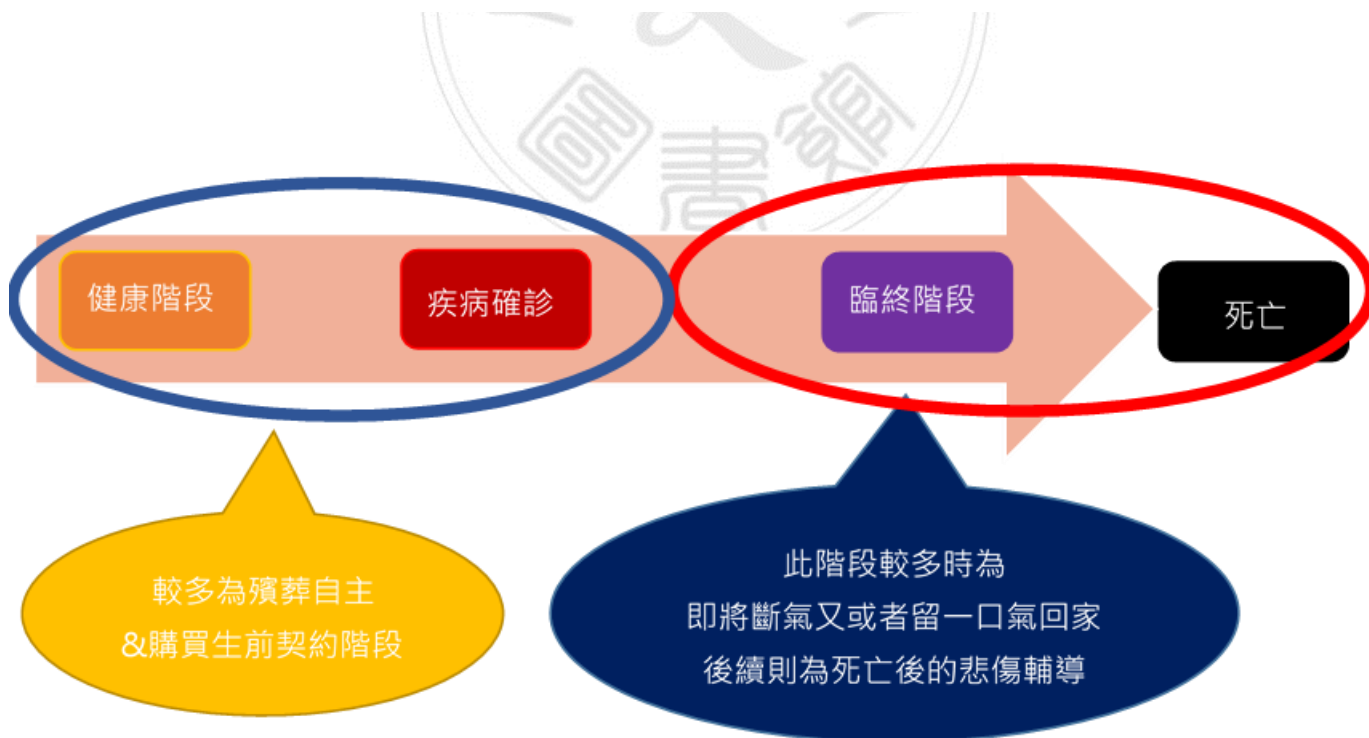 圖書館
健康階段
疾病確診
臨終階段
死亡
較多為殯葬自主
&購買生前契約階段
此階段較多時為
即將斷氣又或者留一口氣回家
後續則為死亡後的悲傷輔導